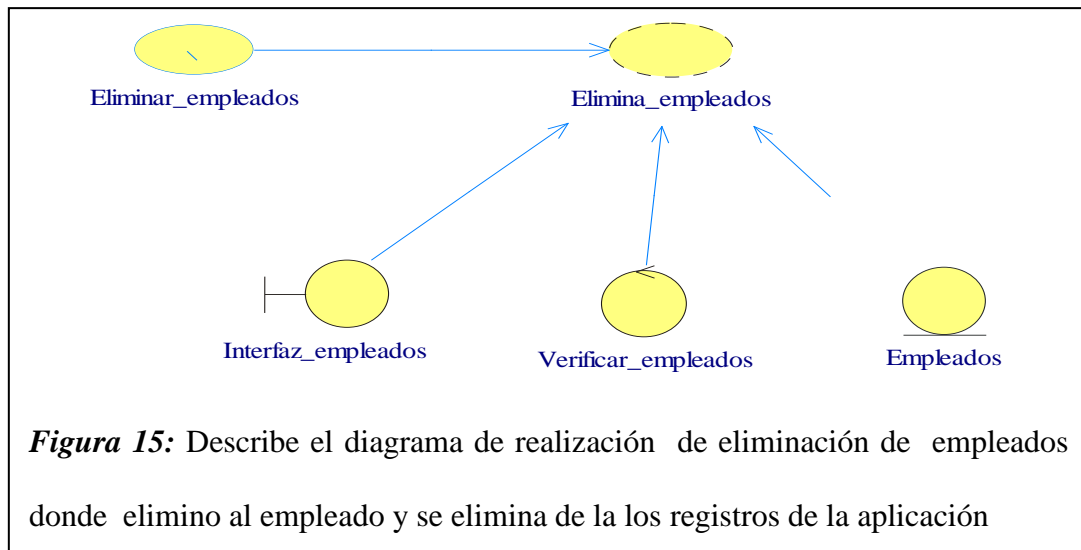 Eliminar_empleados
Elimina_empleados
Interfaz_empleados
Verificar_empleados
Empleados
Figura 15: Describe el diagrama de realización de eliminación de empleados
donde elimino al empleado y se elimina de la los registros de la aplicación